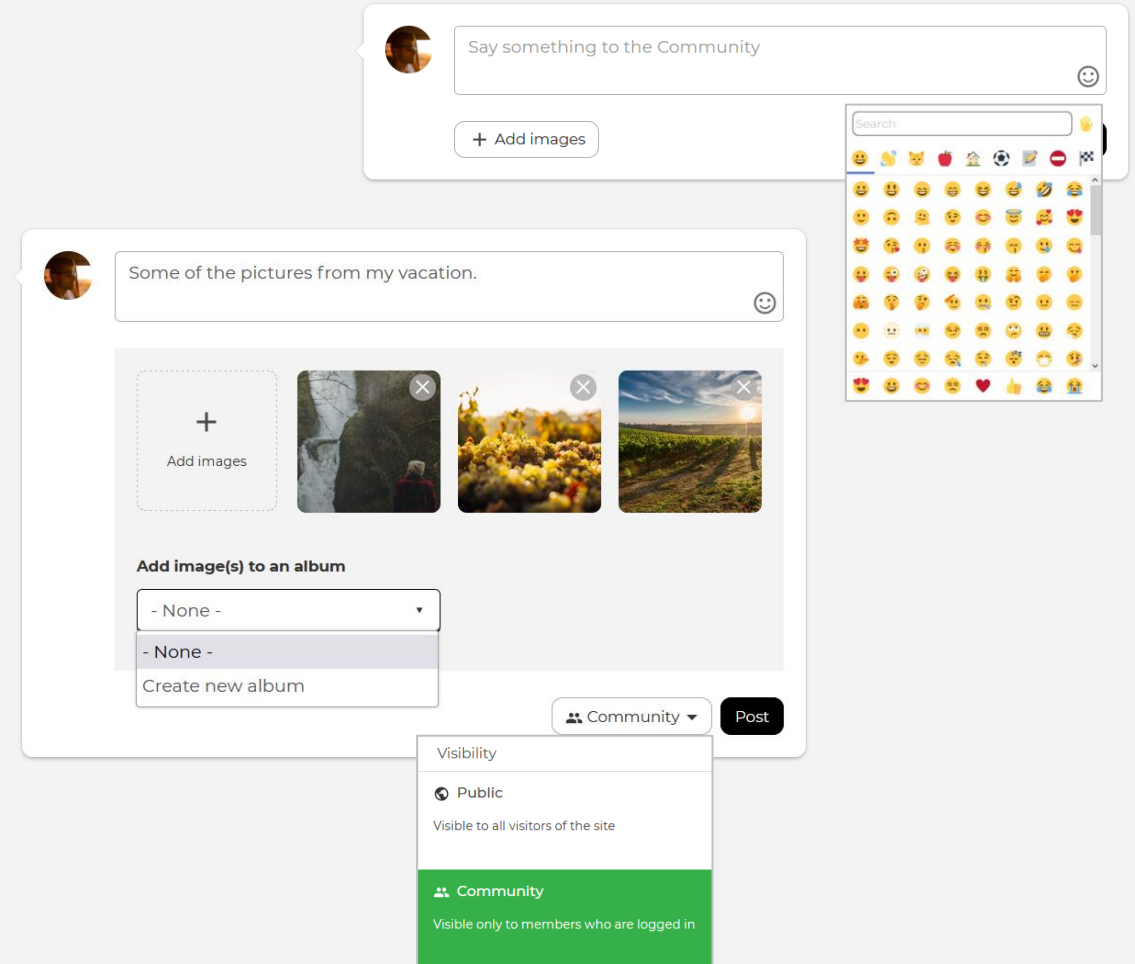 Say something to the Community
+ Add images
Search
Some of the pictures from my vacation.
+
Add images
Add image(s) to an album
- None -
- None -
Create new album
Community
Post
Visibility
Public
Visible to all visitors of the site
Community
Visible only to members who are logged in